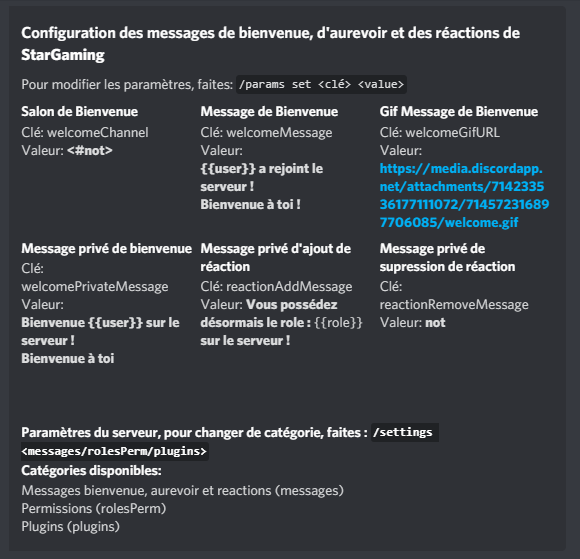 Configuration des messages de bienvenue, d'aurevoir et des réactions de
StarGaming
Pour modifier les paramètres, faites: /params set <clé> <value>
Salon de Bienvenue
Clé: welcomeChannel
Valeur: <#not>
Message de Bienvenue
Clé: welcomeMessage
Valeur:
{{user}} a rejoint le
serveur !
Bienvenue à toi !
Gif Message de Bienvenue
Clé: welcomeGifURL
Valeur:
https://media.discordapp.
net/attachments/7142335
36177111072/71457231689
7706085/welcome.gif
Message privé de bienvenue
Clé:
welcomePrivateMessage
Valeur:
Bienvenue {{user}} sur le
serveur !
Bienvenue à toi
Message privé d'ajout de
réaction
Clé: reactionAddMessage
Valeur: Vous possédez
désormais le role : {{role}}
sur le serveur !
Message privé de
supression de réaction
Clé:
reactionRemoveMessage
Valeur: not
Paramètres du serveur, pour changer de catégorie, faites : /settings
<messages/rolesPerm/plugins>
Catégories disponibles:
Messages bienvenue, aurevoir et reactions (messages)
Permissions (rolesPerm)
Plugins (plugins)